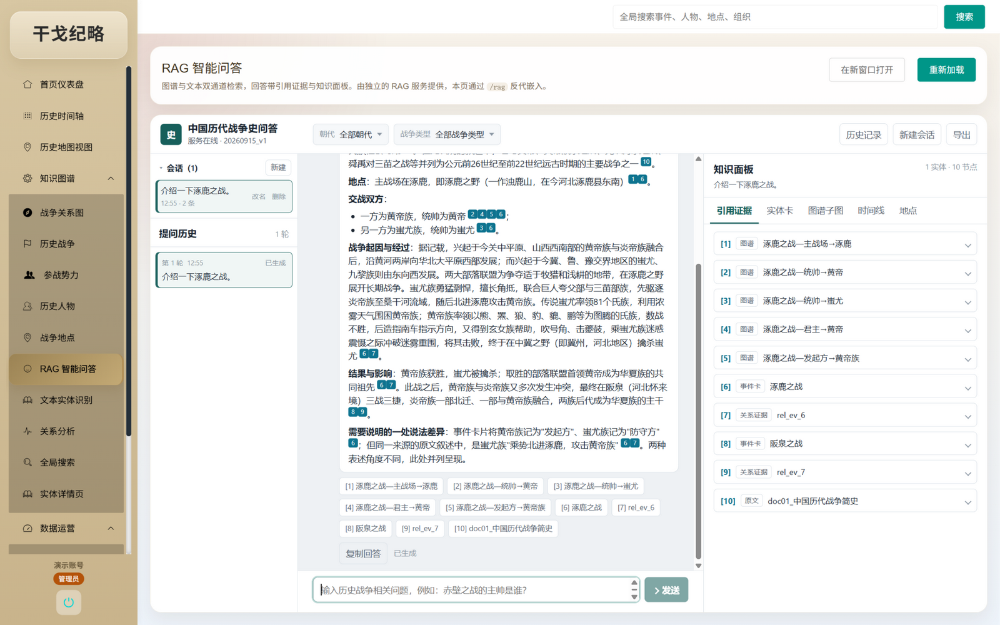 干戈纪略
首页仪表盘
历史时间轴
历史地图视图
知识图谱
战争关系图
历史战争
参战势力
历史人物
战争地点
RAG 智能问答
文本实体识别
关系分析
全局搜索
实体详情页
数据运营
演示账号
管理员
全局搜索事件、人物、地点、组织
搜索
RAG 智能问答
图谱与文本双通道检索，回答带引用证据与知识面板。由独立的 RAG 服务提供，本页通过 /rag 反代嵌入。
在新窗口打开
重新加载
史
中国历代战争史问答
服务在线 · 20260915_v1
朝代 全部朝代
战争类型 全部战争类型
历史记录
新建会话
导出
会话（1）
新建
介绍一下涿鹿之战。
12:55 · 2 条
改名 删除
提问历史
1 轮
第 1 轮 12:55
已生成
介绍一下涿鹿之战。
舜禹对三苗之战等并列为公元前26世纪至前22世纪远古时期的主要战争之一 10。
地点：主战场在涿鹿，即涿鹿之野（一作浊鹿山，在今河北涿鹿县东南）1 6。
交战双方：
• 一方为黄帝族，统帅为黄帝 2 4 5 6；
• 另一方为蚩尤族，统帅为蚩尤 3 6。
战争起因与经过：据记载，兴起于今关中平原、山西西南部的黄帝族与炎帝族融合
后，沿黄河两岸向华北大平原西部发展；而兴起于今冀、鲁、豫交界地区的蚩尤、
九黎族则由东向西发展。两大部落联盟为争夺适于牧猎和浅耕的地带，在涿鹿之野
展开长期战争。蚩尤族勇猛剽悍，擅长角抵，联合巨人夸父部与三苗部族，先驱逐
炎帝族至桑干河流域，随后北进涿鹿攻击黄帝族。传说蚩尤率领81个氏族，利用浓
雾天气围困黄帝族；黄帝族率领以熊、罴、狼、豹、貔、鹏等为图腾的氏族，数战
不胜，后造指南车指示方向，又得到玄女族帮助，吹号角、击夔鼓，乘蚩尤族迷惑
震慑之际冲破迷雾重围，将其击败，终于在中冀之野（即冀州，河北地区）擒杀蚩
尤 6 7。
结果与影响：黄帝族获胜，蚩尤被擒杀；取胜的部落联盟首领黄帝成为华夏族的共
同祖先 6 7。此战之后，黄帝族与炎帝族又多次发生冲突，最终在阪泉（河北怀来
境）三战三捷，炎帝族一部北迁、一部与黄帝族融合，两族后代成为华夏族的主干
8 9。
需要说明的一处说法差异：事件卡片将黄帝族记为"发起方"、蚩尤族记为"防守方"
6；但同一来源的原文叙述中，是蚩尤族"乘势北进涿鹿，攻击黄帝族" 6 7。两种
表述角度不同，此处并列呈现。
[1] 涿鹿之战—主战场→涿鹿
[2] 涿鹿之战—统帅→黄帝
[3] 涿鹿之战—统帅→蚩尤
[4] 涿鹿之战—君主→黄帝
[5] 涿鹿之战—发起方→黄帝族
[6] 涿鹿之战
[7] rel_ev_6
[8] 阪泉之战
[9] rel_ev_7
[10] doc01_中国历代战争简史
复制回答
已生成
输入历史战争相关问题，例如：赤壁之战的主帅是谁？
发送
知识面板
1 实体 · 10 节点
介绍一下涿鹿之战。
引用证据
实体卡
图谱子图
时间线
地点
[1] 图谱 涿鹿之战—主战场→涿鹿
[2] 图谱 涿鹿之战—统帅→黄帝
[3] 图谱 涿鹿之战—统帅→蚩尤
[4] 图谱 涿鹿之战—君主→黄帝
[5] 图谱 涿鹿之战—发起方→黄帝族
[6] 事件卡 涿鹿之战
[7] 关系证据 rel_ev_6
[8] 事件卡 阪泉之战
[9] 关系证据 rel_ev_7
[10] 原文 doc01_中国历代战争简史